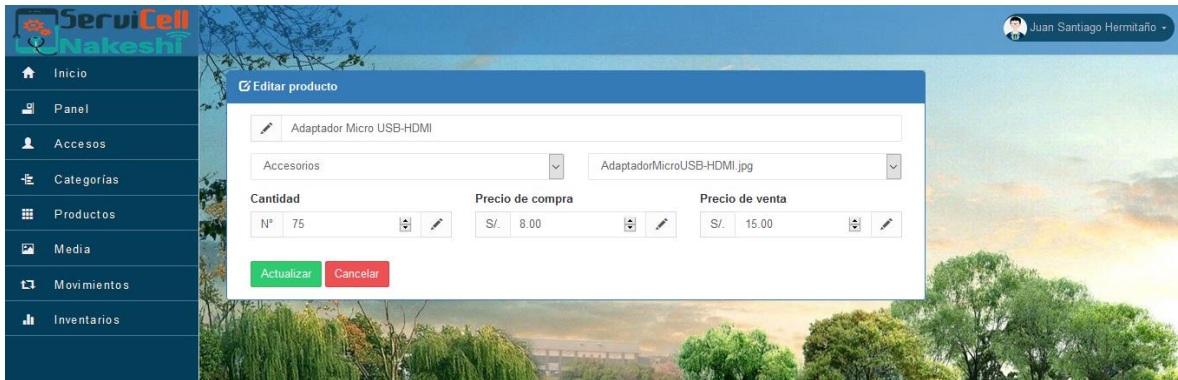 ServiCell
Nakeshi
Juan Santiago Hermitaño
Inicio
Panel
Accesos
Categorías
Productos
Media
Movimientos
Inventarios
Editar producto
Adaptador Micro USB-HDMI
Accesorios
AdaptadorMicroUSB-HDMI.jpg
Cantidad
Precio de compra
Precio de venta
N° 75
S/. 8.00
S/. 15.00
Actualizar
Cancelar